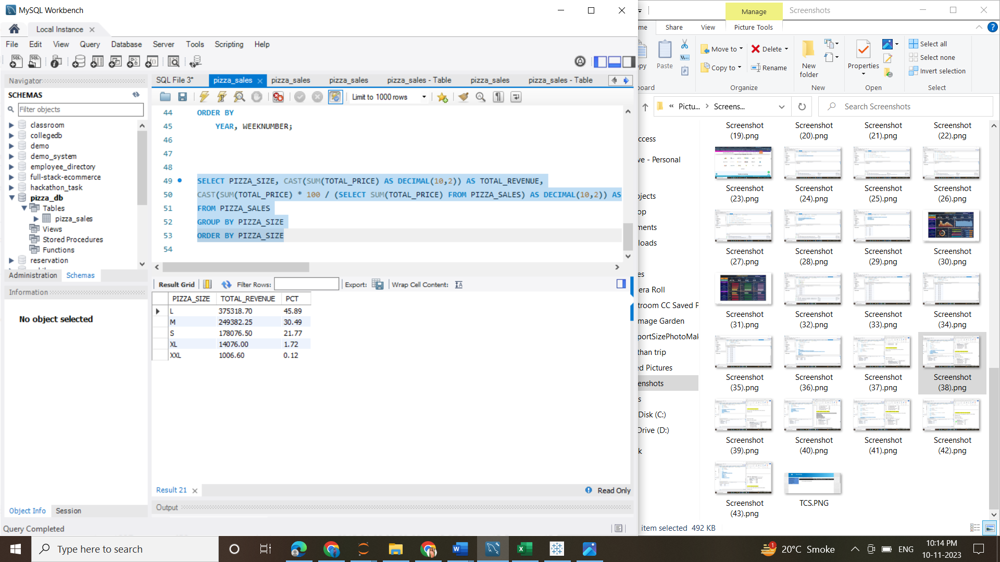 MySQL Workbench
Local Instance
File Edit View Query Database Server Tools Scripting Help
Navigator
SCHEMAS
Filter objects
classroom
collegedb
demo
demo_system
employee_directory
full-stack-ecommerce
hackathon_task
pizza_db
Tables
pizza_sales
Views
Stored Procedures
Functions
reservation
Administration Schemas
Information
No object selected
Object Info Session
Query Completed
SQL File 3* pizza_sales pizza_sales pizza_sales pizza_sales - Table pizza_sales pizza_sales - Table
Limit to 1000 rows
44 ORDER BY
45 YEAR, WEEKNUMBER;
46
47
48
49 SELECT PIZZA_SIZE, CAST(SUM(TOTAL_PRICE) AS DECIMAL(10,2)) AS TOTAL_REVENUE,
50 CAST(SUM(TOTAL_PRICE) * 100 / (SELECT SUM(TOTAL_PRICE) FROM PIZZA_SALES) AS DECIMAL(10,2)) AS
51 FROM PIZZA_SALES
52 GROUP BY PIZZA_SIZE
53 ORDER BY PIZZA_SIZE
54
Result Grid Filter Rows: Export: Wrap Cell Content:
PIZZA_SIZE TOTAL_REVENUE PCT
L 375318.70 45.89
M 249382.25 30.49
S 178076.50 21.77
XL 14076.00 1.72
XXL 1006.60 0.12
Result 21
Read Only
Output
Manage Screenshots
me Share View Picture Tools
py Paste
Move to
Copy to
Delete
Rename
New folder
Properties
Select all
Select none
Invert selection
oard Organize New Open Select
« Pictu... Screens...
Search Screenshots
ccess
ve - Personal
ojects
op
ments
loads
es
era Roll
troom CC Saved P
mage Garden
portSizePhotoMak
than trip
ed Pictures
enshots
s
Disk (C:)
Drive (D:)
k
Screenshot (19).png Screenshot (20).png Screenshot (21).png Screenshot (22).png
Screenshot (23).png Screenshot (24).png Screenshot (25).png Screenshot (26).png
Screenshot (27).png Screenshot (28).png Screenshot (29).png Screenshot (30).png
Screenshot (31).png Screenshot (32).png Screenshot (33).png Screenshot (34).png
Screenshot (35).png Screenshot (36).png Screenshot (37).png Screenshot (38).png
Screenshot (39).png Screenshot (40).png Screenshot (41).png Screenshot (42).png
Screenshot (43).png TCS.PNG
item selected 492 KB
Type here to search
1
20°C Smoke
ENG
10:14 PM
10-11-2023